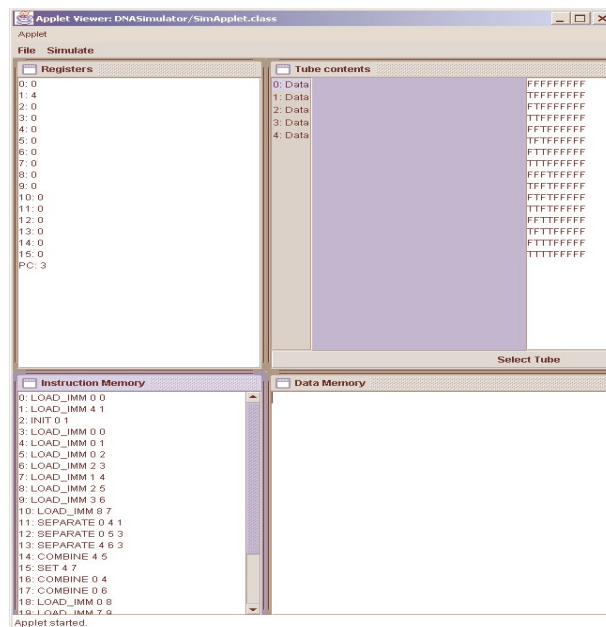 Applet Viewer: DNASimulator/SimApplet.class
Applet
File Simulate
Registers
0: 0
1: 4
2: 0
3: 0
4: 0
5: 0
6: 0
7: 0
8: 0
9: 0
10: 0
11: 0
12: 0
13: 0
14: 0
15: 0
PC: 3
Tube contents
0: Data
1: Data
2: Data
3: Data
4: Data
FFFFFFFFF
TFFFFFFFF
FTFFFFFFF
TTFFFFFFF
FFTFFFFFF
TFTFFFFFF
FTTFFFFFF
TTTFFFFFF
FFFTFFFFF
TFFTFFFFF
FTFTFFFFF
TTFTFFFFF
FFTTFFFFF
TFTTFFFFF
FTTTFFFFF
TTTTFFFFF
Select Tube
Instruction Memory
0: LOAD_IMM 0 0
1: LOAD_IMM 4 1
2: INIT 0 1
3: LOAD_IMM 0 0
4: LOAD_IMM 0 1
5: LOAD_IMM 0 2
6: LOAD_IMM 2 3
7: LOAD_IMM 1 4
8: LOAD_IMM 2 5
9: LOAD_IMM 3 6
10: LOAD_IMM 8 7
11: SEPARATE 0 4 1
12: SEPARATE 0 5 3
13: SEPARATE 4 6 3
14: COMBINE 4 5
15: SET 4 7
16: COMBINE 0 4
17: COMBINE 0 6
18: LOAD_IMM 0 8
19: LOAD_IMM 7 9
Data Memory
Applet started.